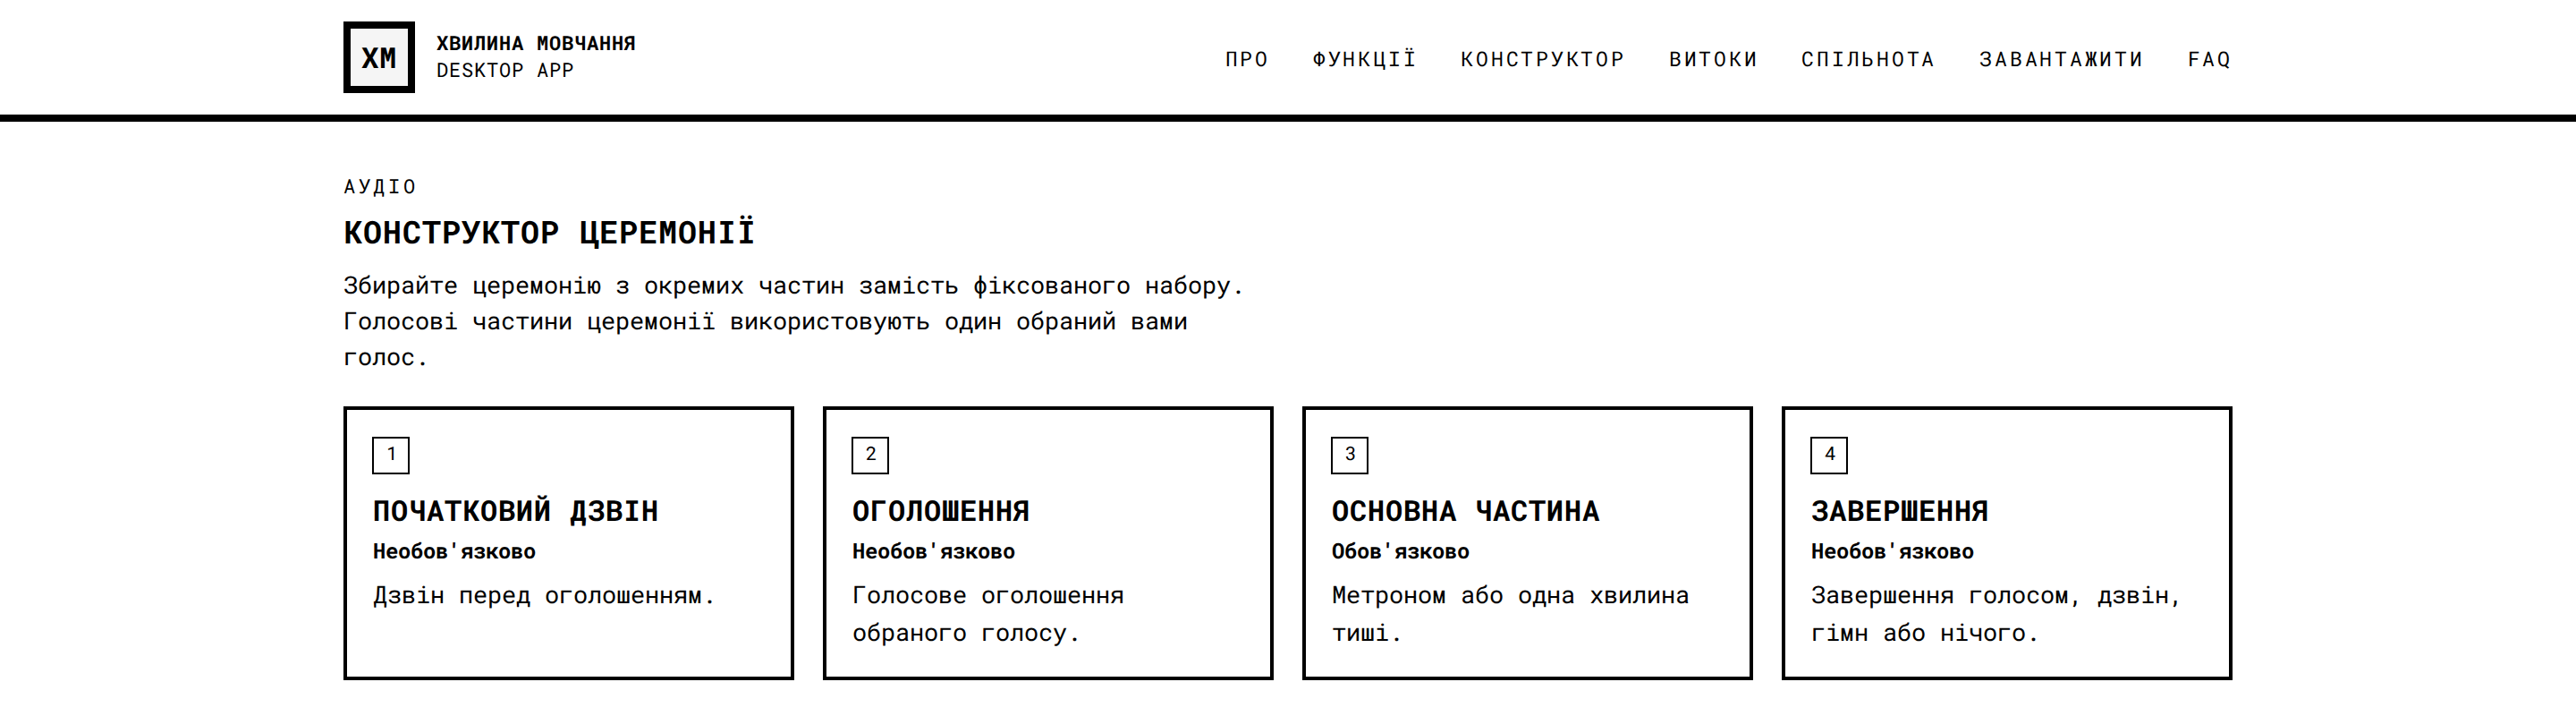 ХМ
ХВИЛИНА МОВЧАННЯ
DESKTOP APP
ПРО ФУНКЦІЇ КОНСТРУКТОР ВИТОКИ СПІЛЬНОТА ЗАВАНТАЖИТИ FAQ
АУДІО
КОНСТРУКТОР ЦЕРЕМОНІЇ
Збирайте церемонію з окремих частин замість фіксованого набору.
Голосові частини церемонії використовують один обраний вами
голос.
1
ПОЧАТКОВИЙ ДЗВІН
Необов'язково
Дзвін перед оголошенням.
2
ОГОЛОШЕННЯ
Необов'язково
Голосове оголошення
обраного голосу.
3
ОСНОВНА ЧАСТИНА
Обов'язково
Метроном або одна хвилина
тиші.
4
ЗАВЕРШЕННЯ
Необов'язково
Завершення голосом, дзвін,
гімн або нічого.